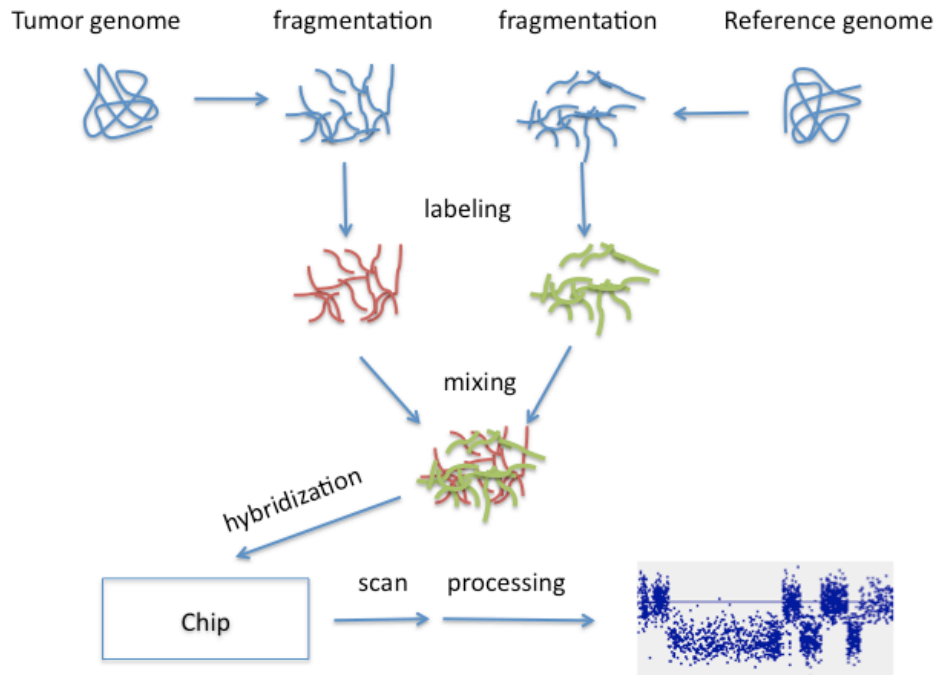 Tumor genome
fragmentation
fragmentation
Reference genome
labeling
mixing
hybridization
Chip
scan
processing